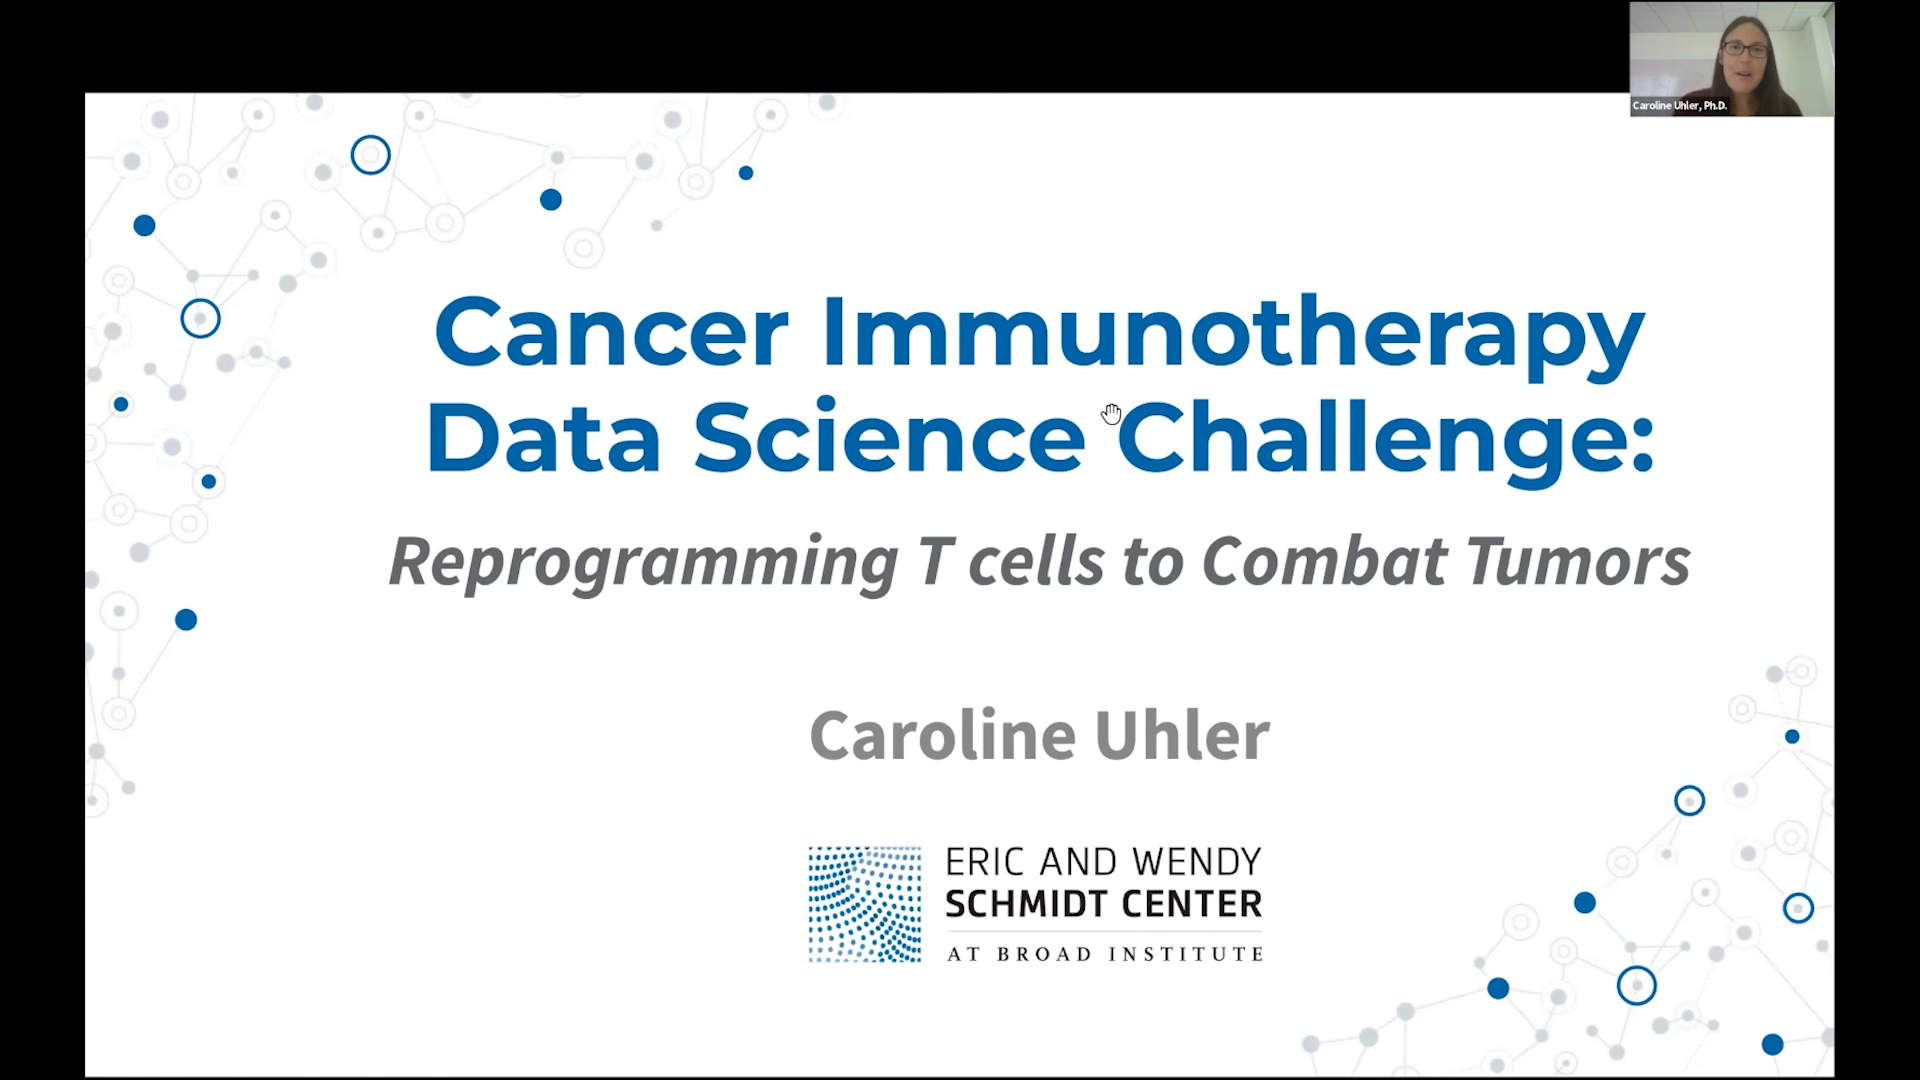 Caroline Uhler, Ph.D.
Cancer Immunotherapy
Data Science Challenge:
Reprogramming T cells to Combat Tumors
Caroline Uhler
ERIC AND WENDY
SCHMIDT CENTER
AT BROAD INSTITUTE